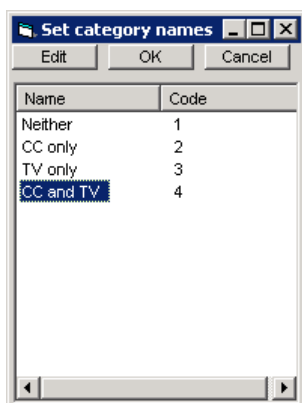 Set category names
Edit OK Cancel
Name Code
Neither 1
CC only 2
TV only 3
CC and TV 4